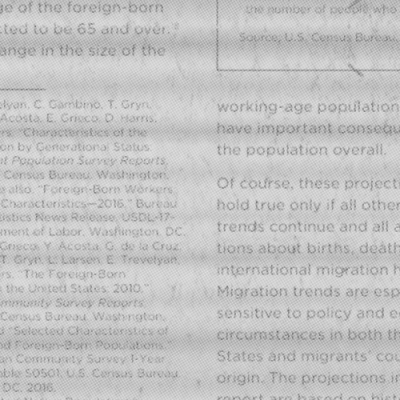 ge of the foreign-born
cted to be 65 and over.
ange in the size of the
elyan, C. Gambino, T. Gryn,
Acosta, E. Grieco, D. Harris,
rs, "Characteristics of the
on by Generational Status:
nt Population Survey Reports,
Census Bureau, Washington,
e also, "Foreign-Born Workers:
Characteristics—2016," Bureau
istics News Release, USDL-17-
ment of Labor, Washington, DC,
Grieco, Y. Acosta, G. de la Cruz,
T. Gryn, L. Larsen, E. Trevelyan,
rs, "The Foreign-Born
the United States: 2010,"
mmunity Survey Reports,
Census Bureau, Washington,
d "Selected Characteristics of
nd Foreign-Born Populations,"
an Community Survey 1-Year
ble S0501, U.S. Census Bureau
DC, 2016.
the number of people who
Source: U.S. Census Bureau,
working-age population
have important consequ
the population overall.
Of course, these projecti
hold true only if all other
trends continue and all a
tions about births, death
international migration h
Migration trends are esp
sensitive to policy and e
circumstances in both th
States and migrants' cou
origin. The projections in
report are based on hist